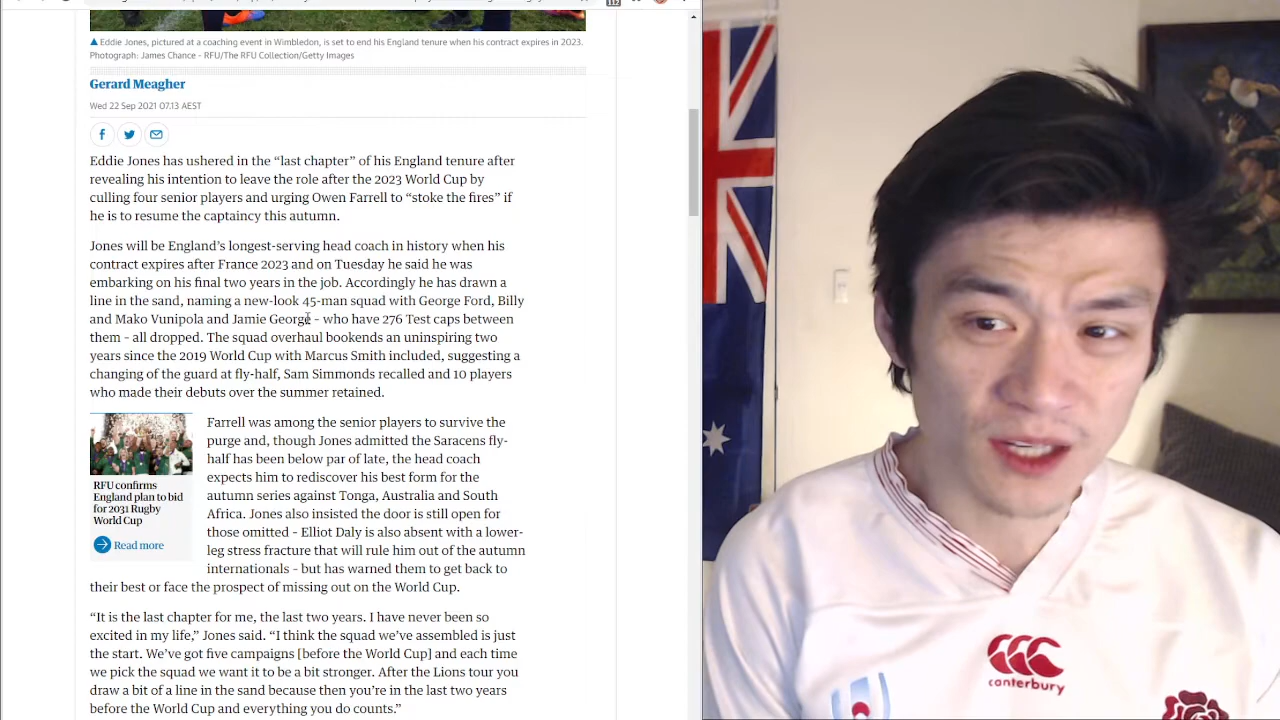 112
Eddie Jones, pictured at a coaching event in Wimbledon, is set to end his England tenure when his contract expires in 2023.
Photograph: James Chance - RFU/The RFU Collection/Getty Images
Gerard Meagher
Wed 22 Sep 2021 07.13 AEST
Eddie Jones has ushered in the “last chapter” of his England tenure after
revealing his intention to leave the role after the 2023 World Cup by
culling four senior players and urging Owen Farrell to “stoke the fires” if
he is to resume the captaincy this autumn.
Jones will be England’s longest-serving head coach in history when his
contract expires after France 2023 and on Tuesday he said he was
embarking on his final two years in the job. Accordingly he has drawn a
line in the sand, naming a new-look 45-man squad with George Ford, Billy
and Mako Vunipola and Jamie George – who have 276 Test caps between
them – all dropped. The squad overhaul bookends an uninspiring two
years since the 2019 World Cup with Marcus Smith included, suggesting a
changing of the guard at fly-half, Sam Simmonds recalled and 10 players
who made their debuts over the summer retained.
RFU confirms
England plan to bid
for 2031 Rugby
World Cup
Read more
Farrell was among the senior players to survive the
purge and, though Jones admitted the Saracens fly-
half has been below par of late, the head coach
expects him to rediscover his best form for the
autumn series against Tonga, Australia and South
Africa. Jones also insisted the door is still open for
those omitted – Elliot Daly is also absent with a lower-
leg stress fracture that will rule him out of the autumn
internationals – but has warned them to get back to
their best or face the prospect of missing out on the World Cup.
“It is the last chapter for me, the last two years. I have never been so
excited in my life,” Jones said. “I think the squad we’ve assembled is just
the start. We’ve got five campaigns [before the World Cup] and each time
we pick the squad we want it to be a bit stronger. After the Lions tour you
draw a bit of a line in the sand because then you’re in the last two years
before the World Cup and everything you do counts.”
canterbury